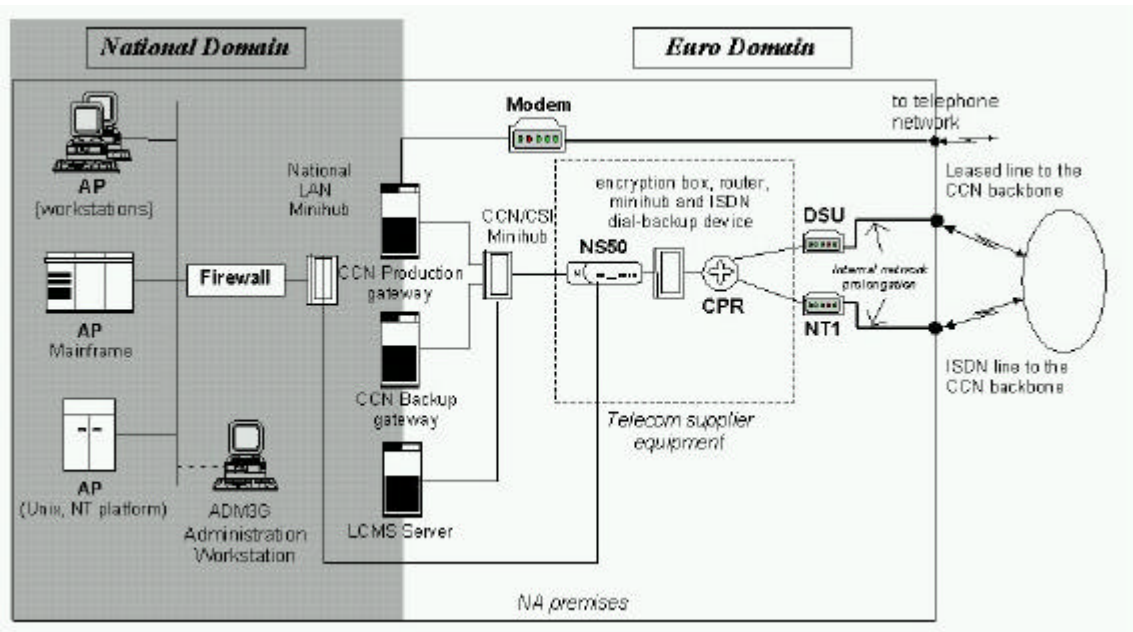 National Domain
Euro Domain
Modem
to telephone
network
AP
[workstations]
National
LAN
Minihub
encryption box, router,
minihub and ISDN
dial-backup device
Leased line to the
CCN backbone
CCN/CSI
Minihub
DSU
NS50
Firewall
CCN Production
gateway
Internal network
prolongation
CPR
NT1
AP
Mainframe
ISDN line to the
CCN backbone
CCN Backup
gateway
Telecom supplier
equipment
AP
(Unix, NT platform)
ADM3G
Administration
Workstation
LCMS Server
NA premises